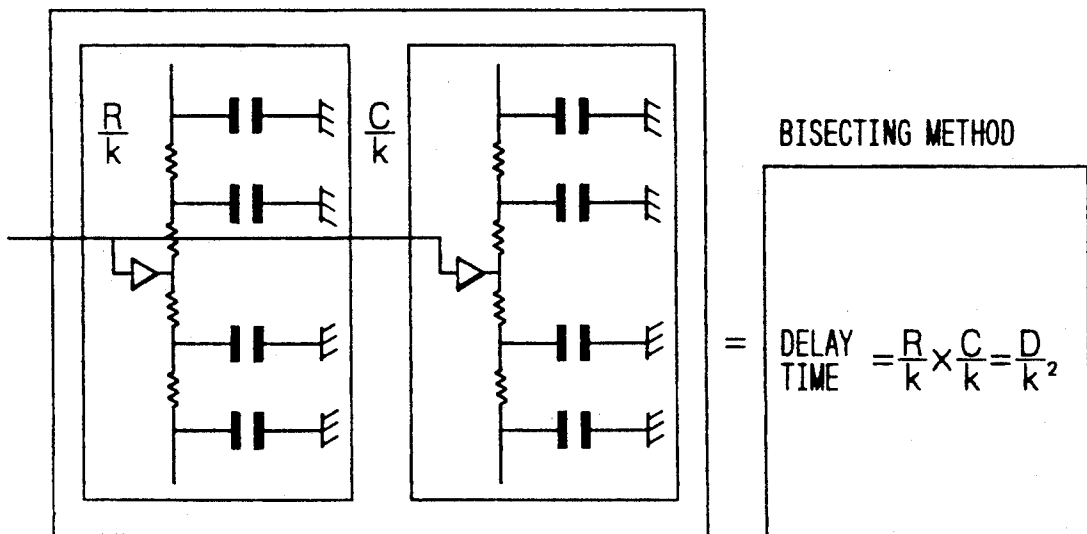 R/k
C/k
BISECTING METHOD
=
DELAY TIME = R/k × C/k = D/k²